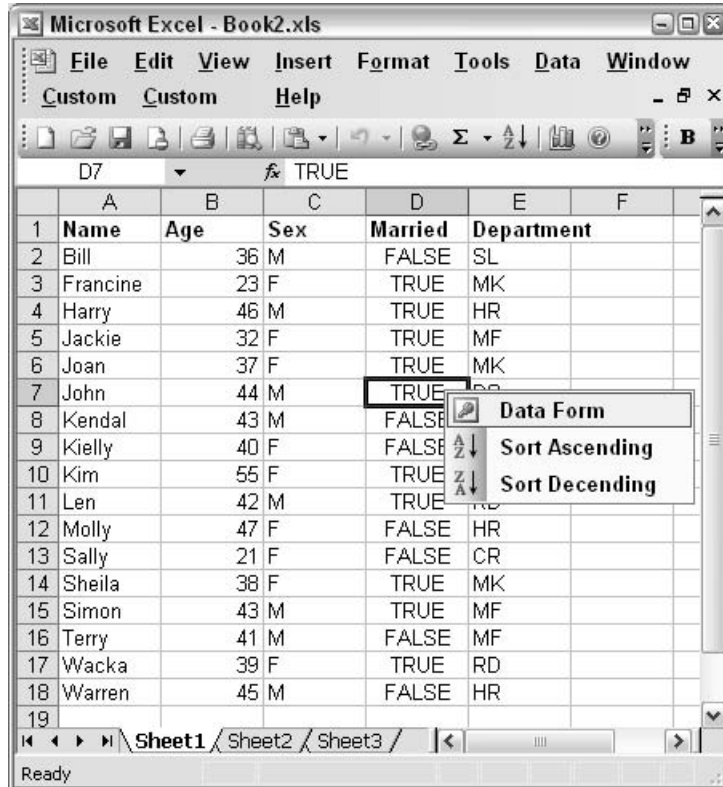 Microsoft Excel - Book2.xls
File Edit View Insert Format Tools Data Window
Custom Custom Help
Σ B
D7 fx TRUE
A B C D E F
1 Name Age Sex Married Department
2 Bill 36 M FALSE SL
3 Francine 23 F TRUE MK
4 Harry 46 M TRUE HR
5 Jackie 32 F TRUE MF
6 Joan 37 F TRUE MK
7 John 44 M TRUE
Data Form
8 Kendal 43 M FALSE
9 Kielly 40 F FALSE
Sort Ascending
10 Kim 55 F TRUE
Sort Decending
11 Len 42 M TRUE RD
12 Molly 47 F FALSE HR
13 Sally 21 F FALSE CR
14 Sheila 38 F TRUE MK
15 Simon 43 M TRUE MF
16 Terry 41 M FALSE MF
17 Wacka 39 F TRUE RD
18 Warren 45 M FALSE HR
19
Sheet1 Sheet2 Sheet3
Ready